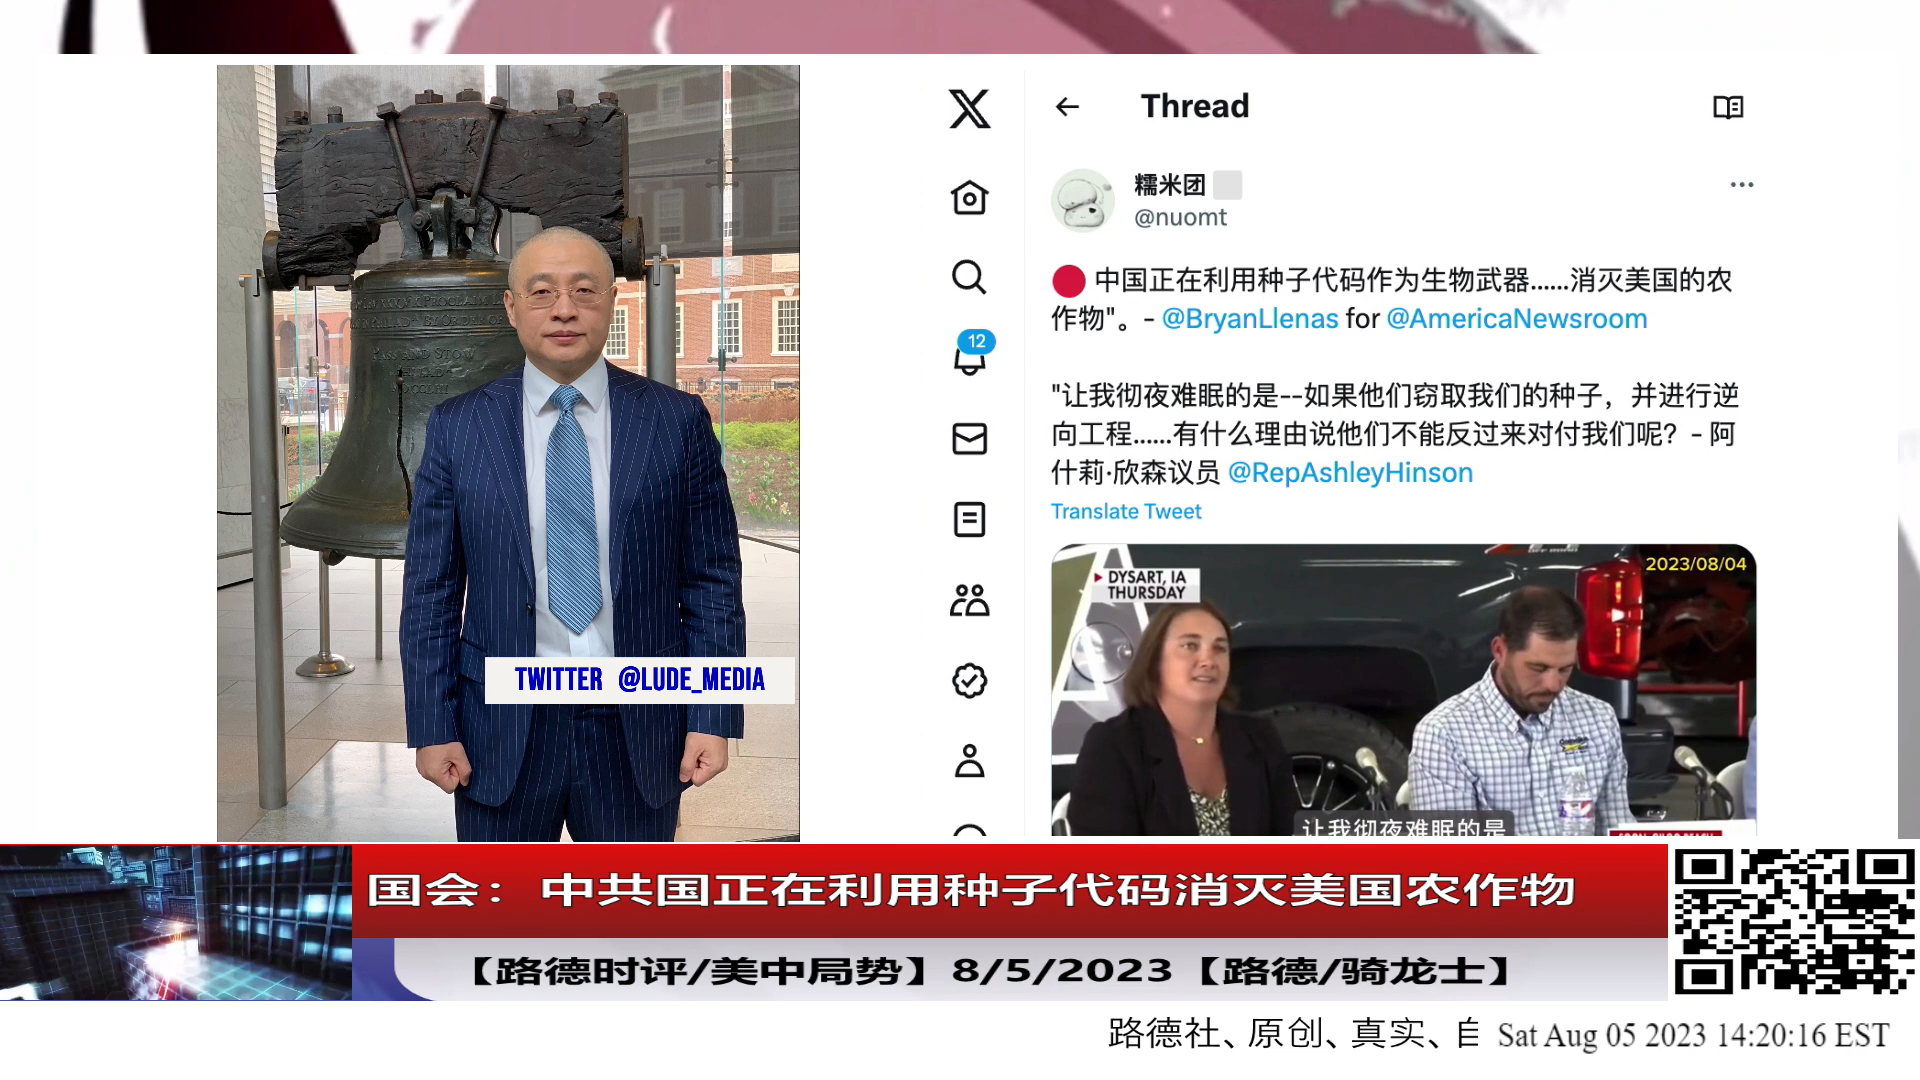 PASS AND STOW
TWITTER @LUDE_MEDIA
X
Thread
糯米团
@nuomt
12
中国正在利用种子代码作为生物武器......消灭美国的农
作物"。- @BryanLlenas for @AmericaNewsroom
"让我彻夜难眠的是--如果他们窃取我们的种子，并进行逆
向工程......有什么理由说他们不能反过来对付我们呢？- 阿
什莉·欣森议员 @RepAshleyHinson
Translate Tweet
DYSART, IA
THURSDAY
2023/08/04
让我彻夜难眠的是
国会：中共国正在利用种子代码消灭美国农作物
【路德时评/美中局势】8/5/2023【路德/骑龙士】
路德社、原创、真实、自
Sat Aug 05 2023 14:20:16 EST